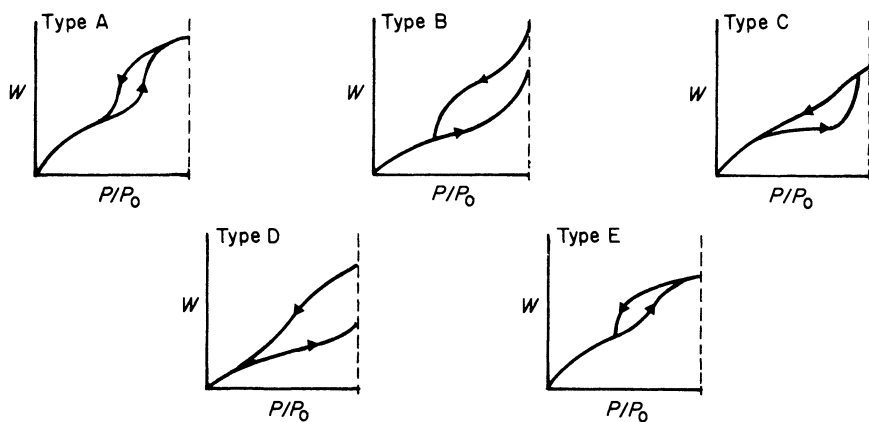 Type A
W
P/P₀
Type B
W
P/P₀
Type C
W
P/P₀
Type D
W
P/P₀
Type E
W
P/P₀